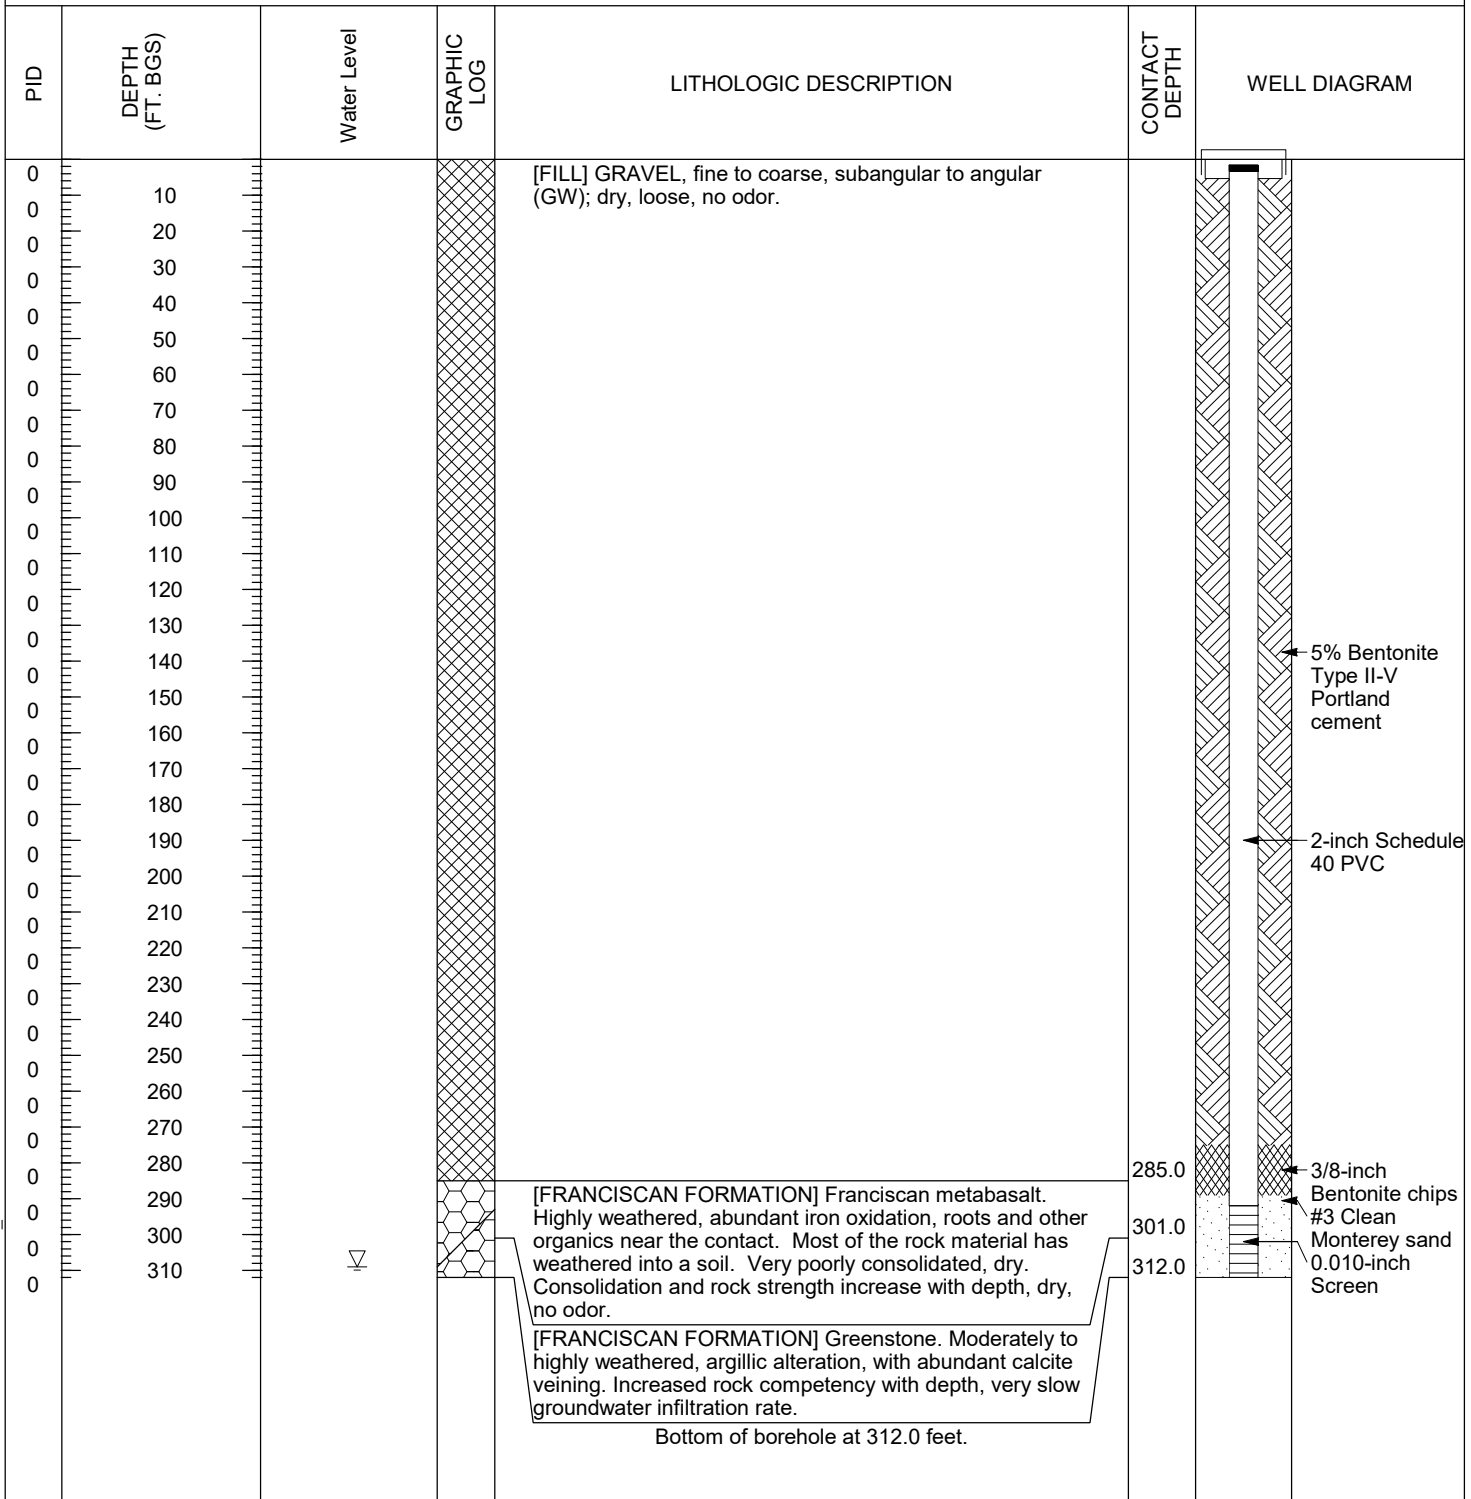 PID
DEPTH
(FT. BGS)
Water Level
GRAPHIC
LOG
LITHOLOGIC DESCRIPTION
CONTACT
DEPTH
WELL DIAGRAM
0
[FILL] GRAVEL, fine to coarse, subangular to angular
(GW); dry, loose, no odor.
10
0
20
0
30
0
40
0
50
0
60
0
70
0
80
0
90
0
100
0
110
0
120
0
130
0
140
0
5% Bentonite
Type II-V
Portland
cement
150
0
160
0
170
0
180
0
190
0
2-inch Schedule
40 PVC
200
0
210
0
220
0
230
0
240
0
250
0
260
0
270
0
280
0
285.0
3/8-inch
Bentonite chips
290
0
[FRANCISCAN FORMATION] Franciscan metabasalt.
Highly weathered, abundant iron oxidation, roots and other
organics near the contact. Most of the rock material has
weathered into a soil. Very poorly consolidated, dry.
Consolidation and rock strength increase with depth, dry,
no odor.
301.0
#3 Clean
Monterey sand
300
0
310
0
312.0
0.010-inch
Screen
[FRANCISCAN FORMATION] Greenstone. Moderately to
highly weathered, argillic alteration, with abundant calcite
veining. Increased rock competency with depth, very slow
groundwater infiltration rate.
Bottom of borehole at 312.0 feet.